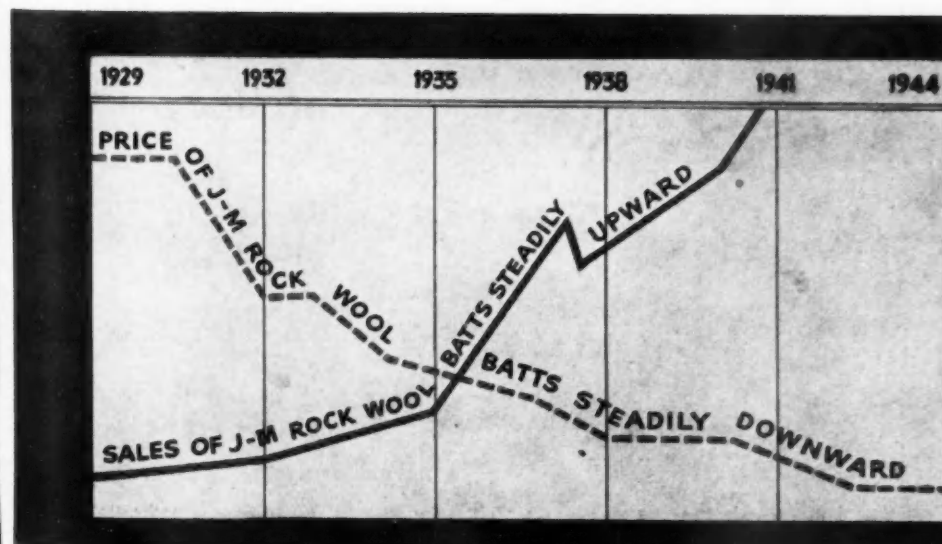 1929 1932 1935 1938 1941 1944
PRICE OF J-M ROCK WOOL BATTS STEADILY DOWNWARD
SALES OF J-M ROCK WOOL BATTS STEADILY UPWARD